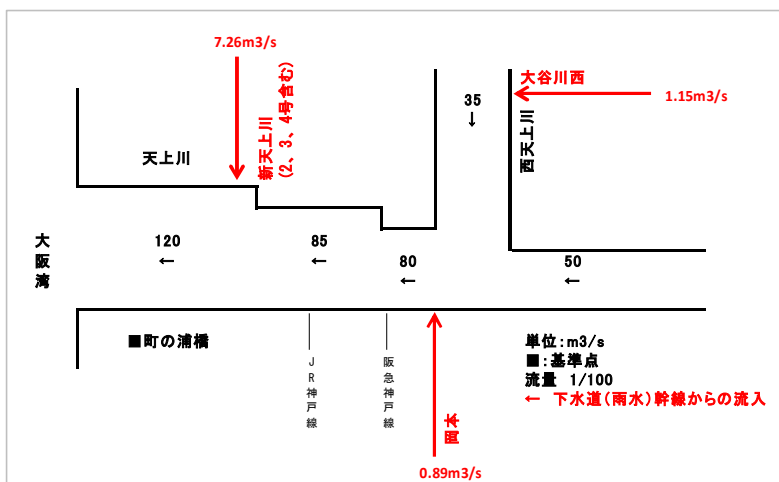 7.26m3/s
大谷川西
1.15m3/s
35
↓
新天上川
(2、3、4号含む)
西天上川
天上川
大阪湾
120
←
85
←
80
←
50
←
■町の浦橋
JR神戸線
阪急神戸線
岡本
0.89m3/s
単位:m3/s
■:基準点
流量 1/100
← 下水道(雨水)幹線からの流入